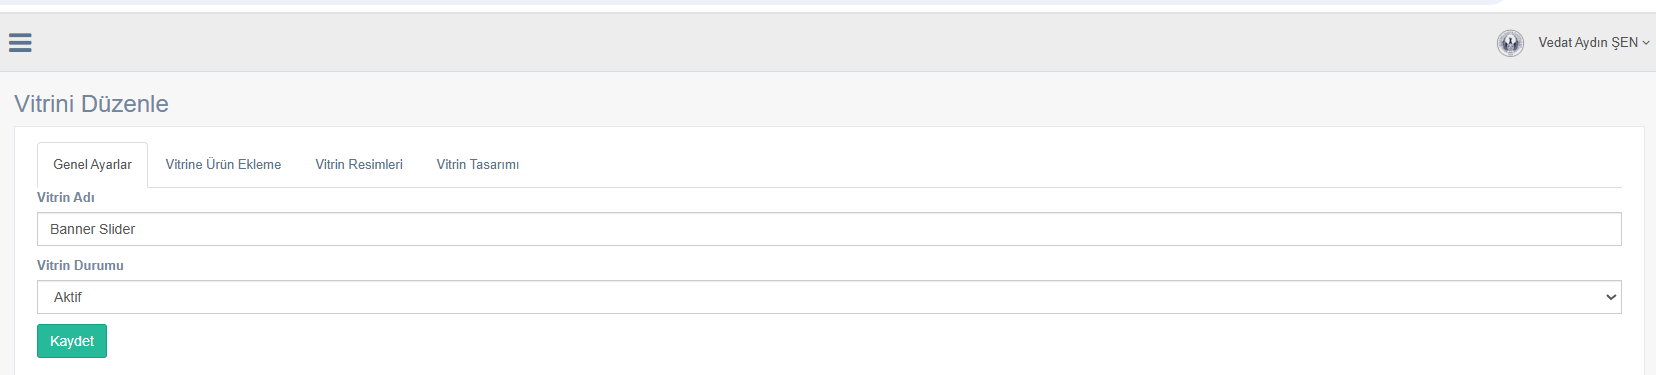 Vedat Aydın ŞEN
Vitrini Düzenle
Genel Ayarlar Vitrine Ürün Ekleme Vitrin Resimleri Vitrin Tasarımı
Vitrin Adı
Banner Slider
Vitrin Durumu
Aktif
Kaydet